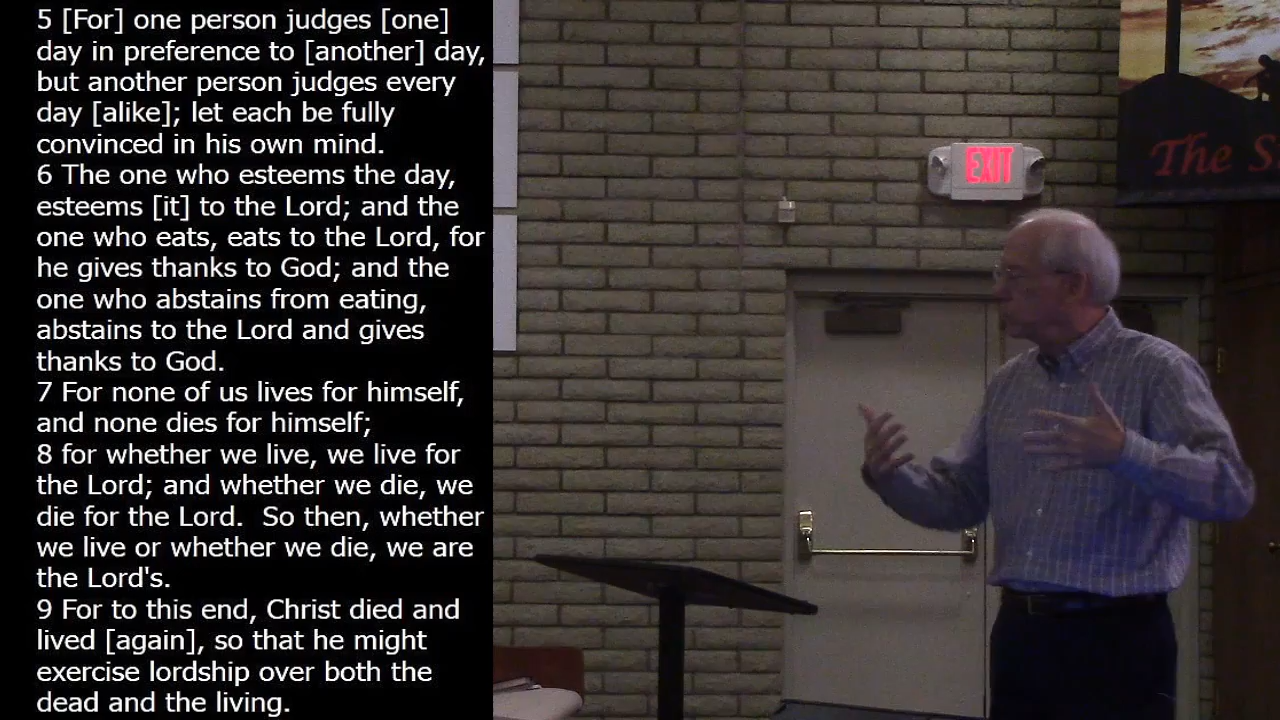 5 [For] one person judges [one]
day in preference to [another] day,
but another person judges every
day [alike]; let each be fully
convinced in his own mind.
6 The one who esteems the day,
esteems [it] to the Lord; and the
one who eats, eats to the Lord, for
he gives thanks to God; and the
one who abstains from eating,
abstains to the Lord and gives
thanks to God.
7 For none of us lives for himself,
and none dies for himself;
8 for whether we live, we live for
the Lord; and whether we die, we
die for the Lord.  So then, whether
we live or whether we die, we are
the Lord's.
9 For to this end, Christ died and
lived [again], so that he might
exercise lordship over both the
dead and the living.
EXIT
The S